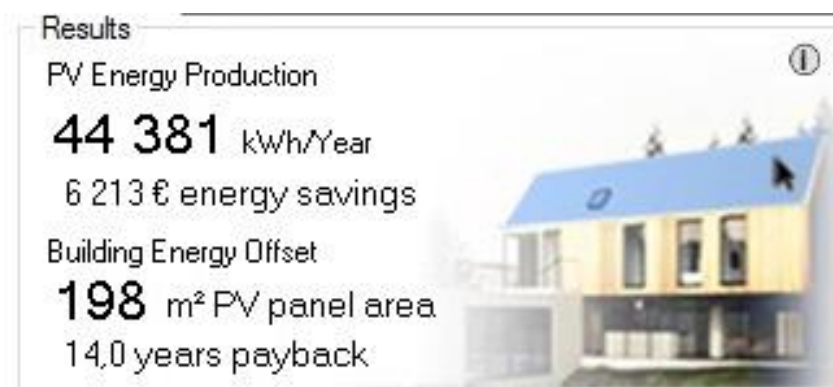 Results
PV Energy Production
44 381 kWh/Year
6 213 € energy savings
Building Energy Offset
198 m² PV panel area
14,0 years payback